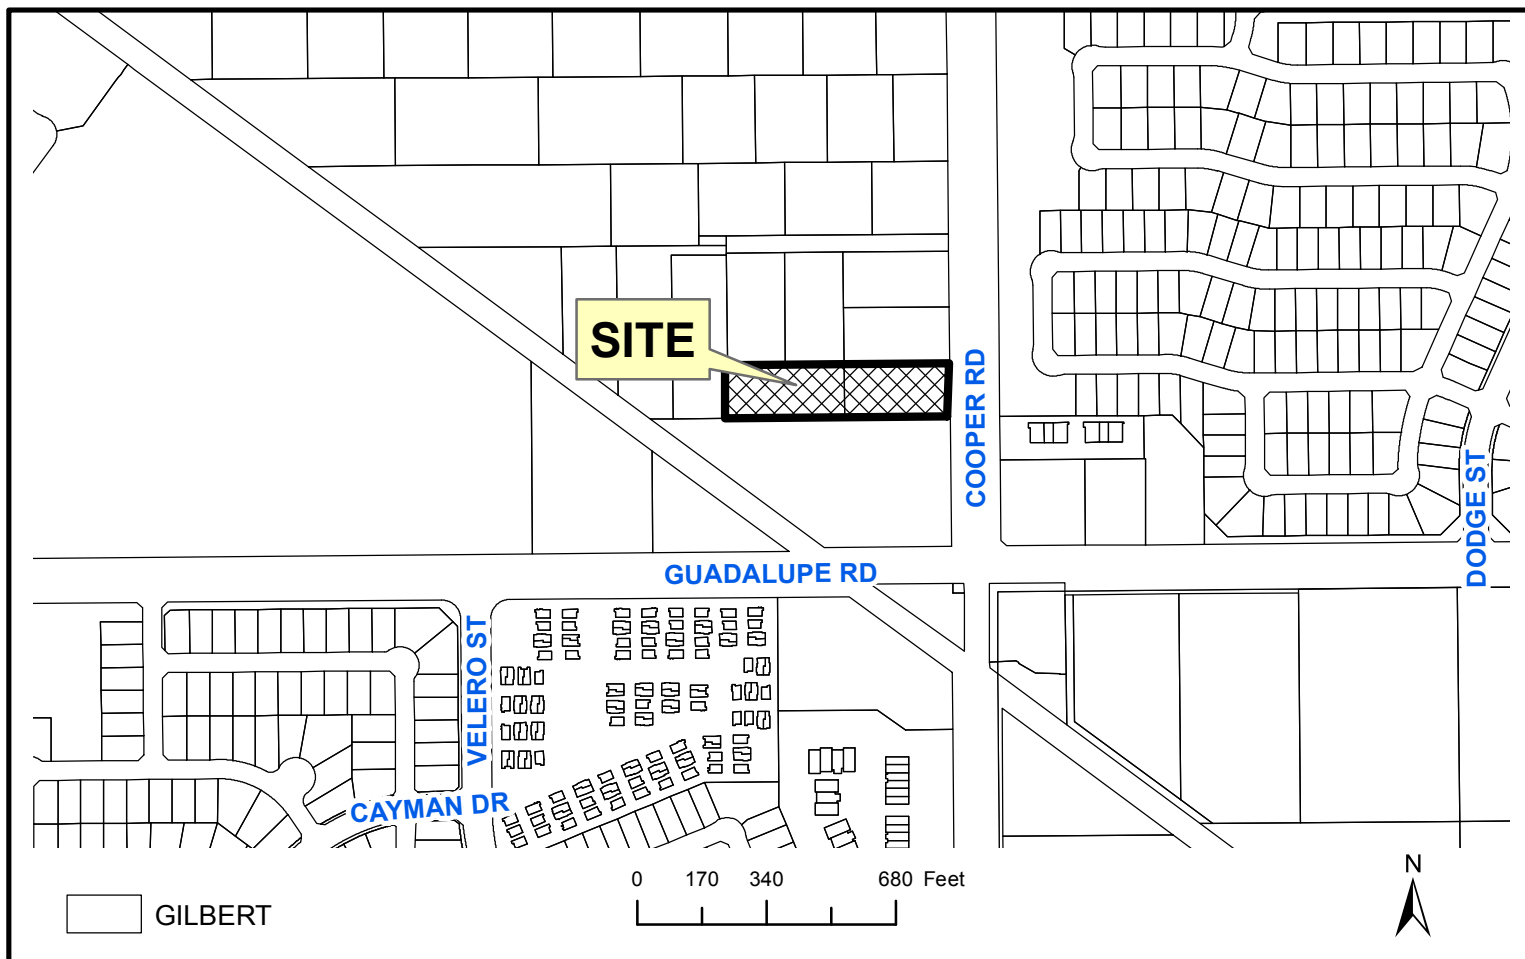 SITE
COOPER RD
DODGE ST
GUADALUPE RD
VELERO ST
CAYMAN DR
0 170 340 680 Feet
N
GILBERT